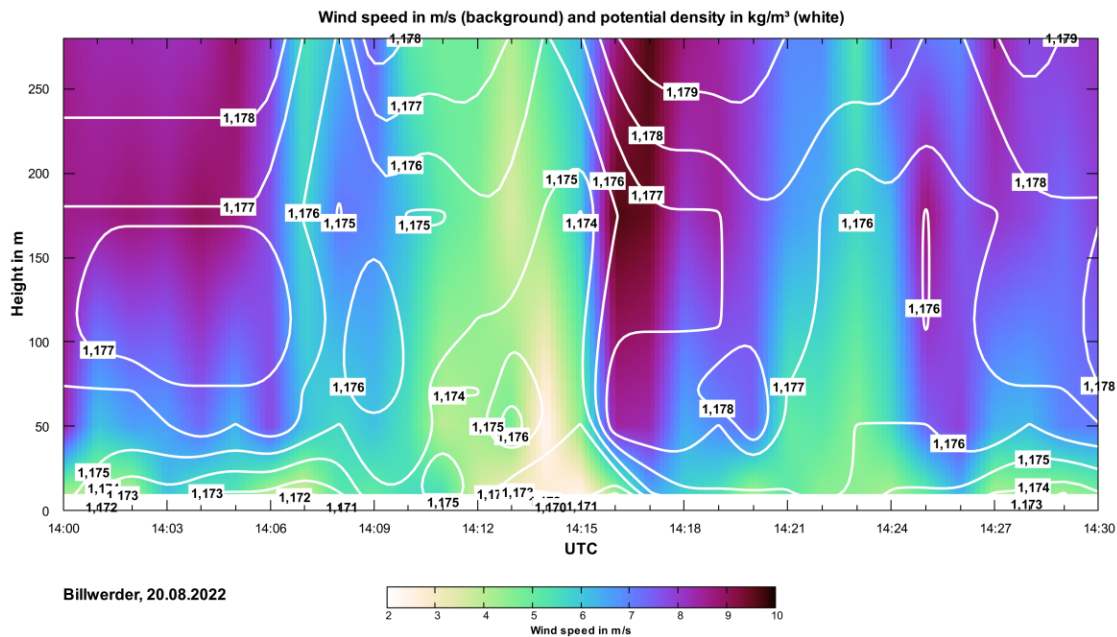 Wind speed in m/s (background) and potential density in kg/m³ (white)
1,178 1,179
250
1,177 1,179
1,178 1,178
200
1,176 1,175 1,176 1,177 1,178
1,177 1,176 1,175 1,175 1,174 1,176
150
Height in m
1,176
100
1,177
1,176 1,174 1,177 1,178
1,178
50
1,175 1,176 1,176
1,175 1,175
1,173 1,173 1,172 1,175 1,172 1,174
1,172 1,171 1,170 1,171 1,173
0
14:00 14:03 14:06 14:09 14:12 14:15 14:18 14:21 14:24 14:27 14:30
UTC
Billwerder, 20.08.2022
2 3 4 5 6 7 8 9 10
Wind speed in m/s